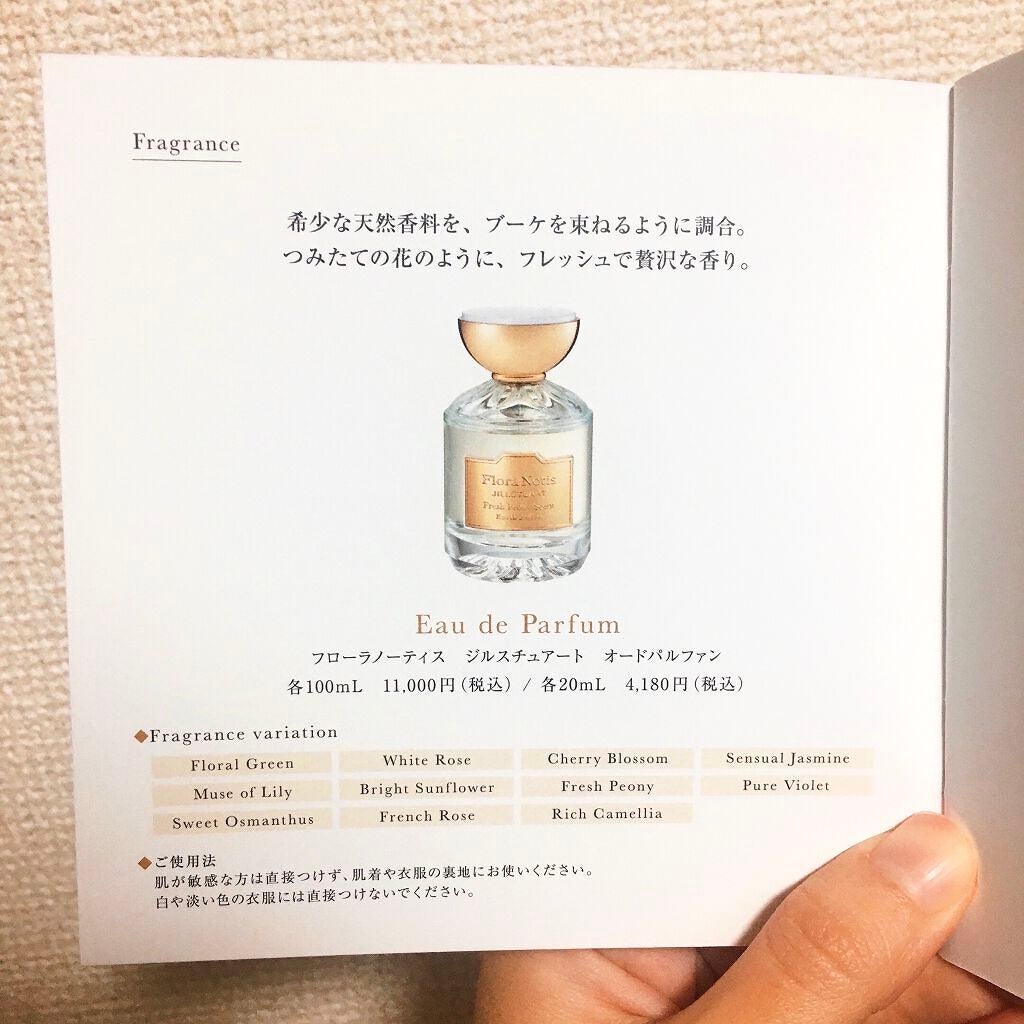 Fragrance
希少な天然香料を、ブーケを束ねるように調合。
つみたての花のように、フレッシュで贅沢な香り。
Flora Notis
JILL STUART
Eau de Parfum
フローラノーティス　ジルスチュアート　オードパルファン
各100mL　11,000円(税込) / 各20mL　4,180円(税込)
◆Fragrance variation
Floral Green　White Rose　Cherry Blossom　Sensual Jasmine
Muse of Lily　Bright Sunflower　Fresh Peony　Pure Violet
Sweet Osmanthus　French Rose　Rich Camellia
◆ご使用法
肌が敏感な方は直接つけず、肌着や衣服の裏地にお使いください。
白や淡い色の衣服には直接つけないでください。